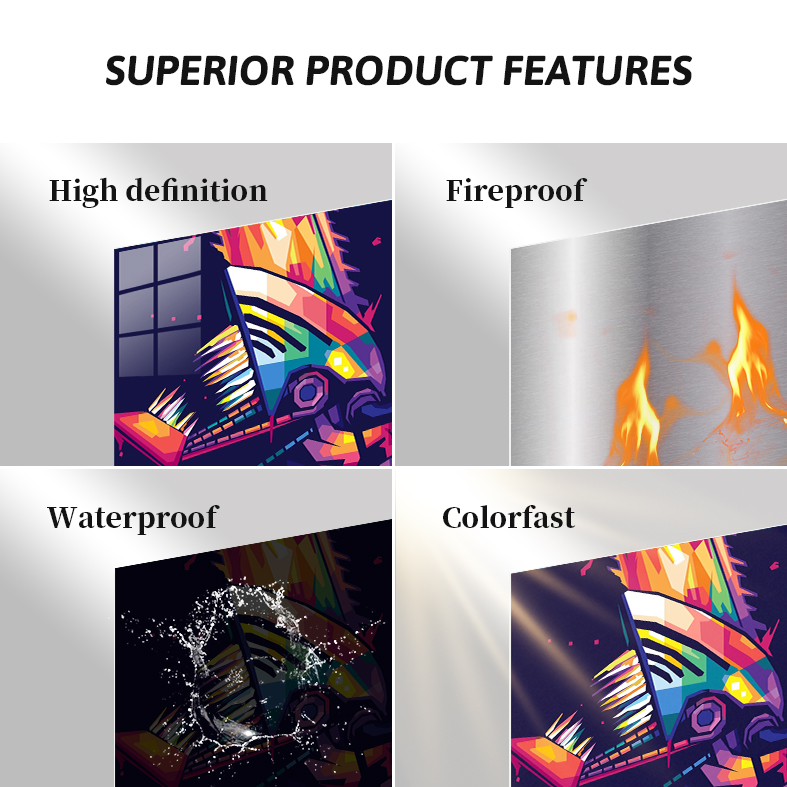 SUPERIOR PRODUCT FEATURES
High definition
Fireproof
Waterproof
Colorfast